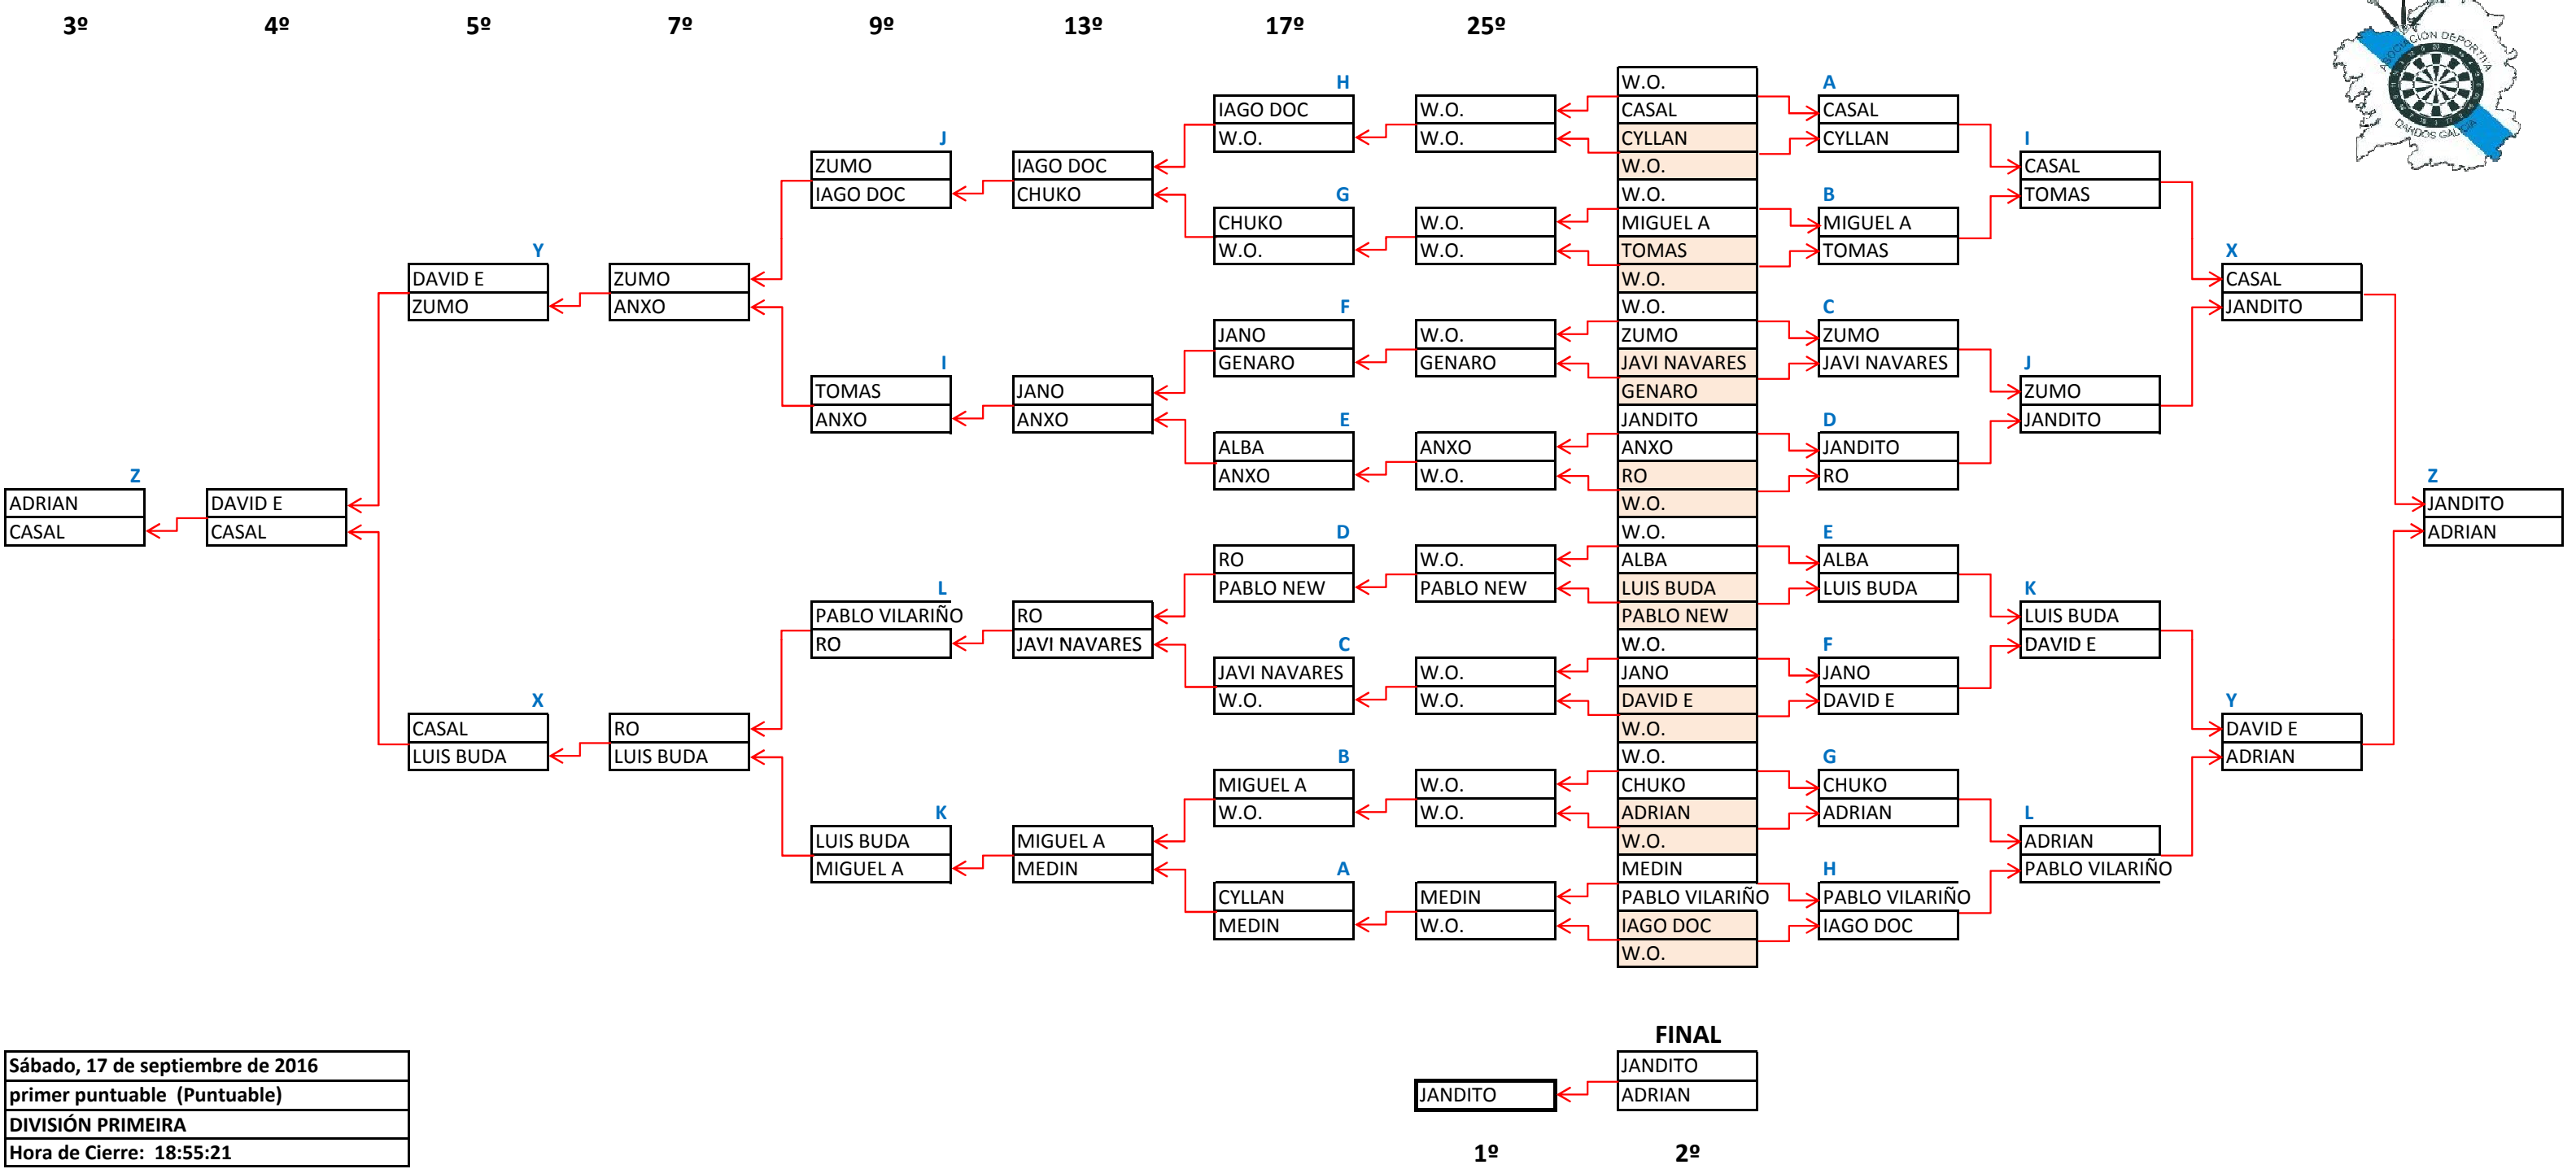 3º 4º 5º 7º 9º 13º 17º 25º
ASOCIACIÓN DEPORTIVA
DARDOS GALICIA
H
W.O.
A
IAGO DOC W.O. CASAL CASAL
J
W.O. W.O. CYLLAN CYLLAN
I
ZUMO IAGO DOC W.O. CASAL
IAGO DOC CHUKO
G
W.O.
B
TOMAS
CHUKO W.O. MIGUEL A MIGUEL A
Y
W.O. W.O. TOMAS TOMAS
X
DAVID E ZUMO W.O. CASAL
ZUMO ANXO
F
W.O.
C
JANDITO
JANO W.O. ZUMO ZUMO
I
GENARO GENARO JAVI NAVARES JAVI NAVARES
J
TOMAS JANO GENARO ZUMO
ANXO ANXO
E
JANDITO
D
JANDITO
ALBA ANXO ANXO JANDITO
Z
ANXO W.O. RO RO
Z
ADRIAN DAVID E W.O. JANDITO
CASAL CASAL
D
W.O.
E
ADRIAN
RO W.O. ALBA ALBA
L
PABLO NEW PABLO NEW LUIS BUDA LUIS BUDA
K
PABLO VILARIÑO RO PABLO NEW LUIS BUDA
RO JAVI NAVARES
C
W.O.
F
DAVID E
JAVI NAVARES W.O. JANO JANO
X
W.O. W.O. DAVID E DAVID E
Y
CASAL RO W.O. DAVID E
LUIS BUDA LUIS BUDA
B
W.O.
G
ADRIAN
MIGUEL A W.O. CHUKO CHUKO
K
W.O. W.O. ADRIAN ADRIAN
L
LUIS BUDA MIGUEL A W.O. ADRIAN
MIGUEL A MEDIN
A
MEDIN
H
PABLO VILARIÑO
CYLLAN MEDIN PABLO VILARIÑO PABLO VILARIÑO
MEDIN W.O. IAGO DOC IAGO DOC
W.O.
FINAL
Sábado, 17 de septiembre de 2016 JANDITO
primer puntuable (Puntuable) JANDITO ADRIAN
DIVISIÓN PRIMEIRA
Hora de Cierre: 18:55:21 1º 2º